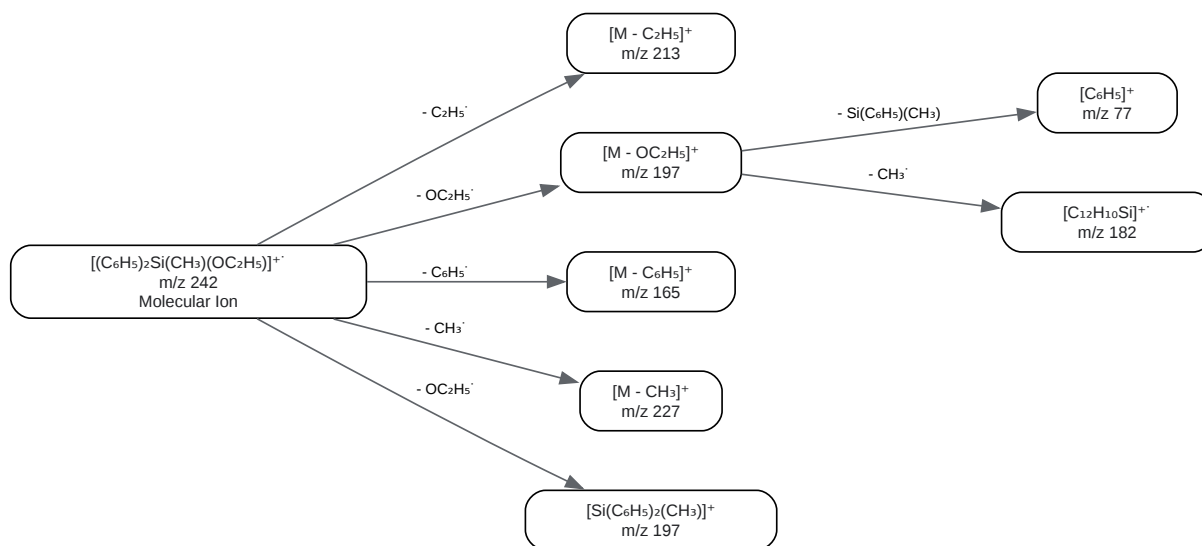 [M - C₂H₅]⁺
m/z 213
- C₂H₅˙
[C₆H₅]⁺
m/z 77
- Si(C₆H₅)(CH₃)
[M - OC₂H₅]⁺
m/z 197
- CH₃˙
- OC₂H₅˙
[C₁₂H₁₀Si]⁺˙
m/z 182
[(C₆H₅)₂Si(CH₃)(OC₂H₅)]⁺˙
m/z 242
Molecular Ion
- C₆H₅˙
[M - C₆H₅]⁺
m/z 165
- CH₃˙
[M - CH₃]⁺
m/z 227
- OC₂H₅˙
[Si(C₆H₅)₂(CH₃)]⁺
m/z 197